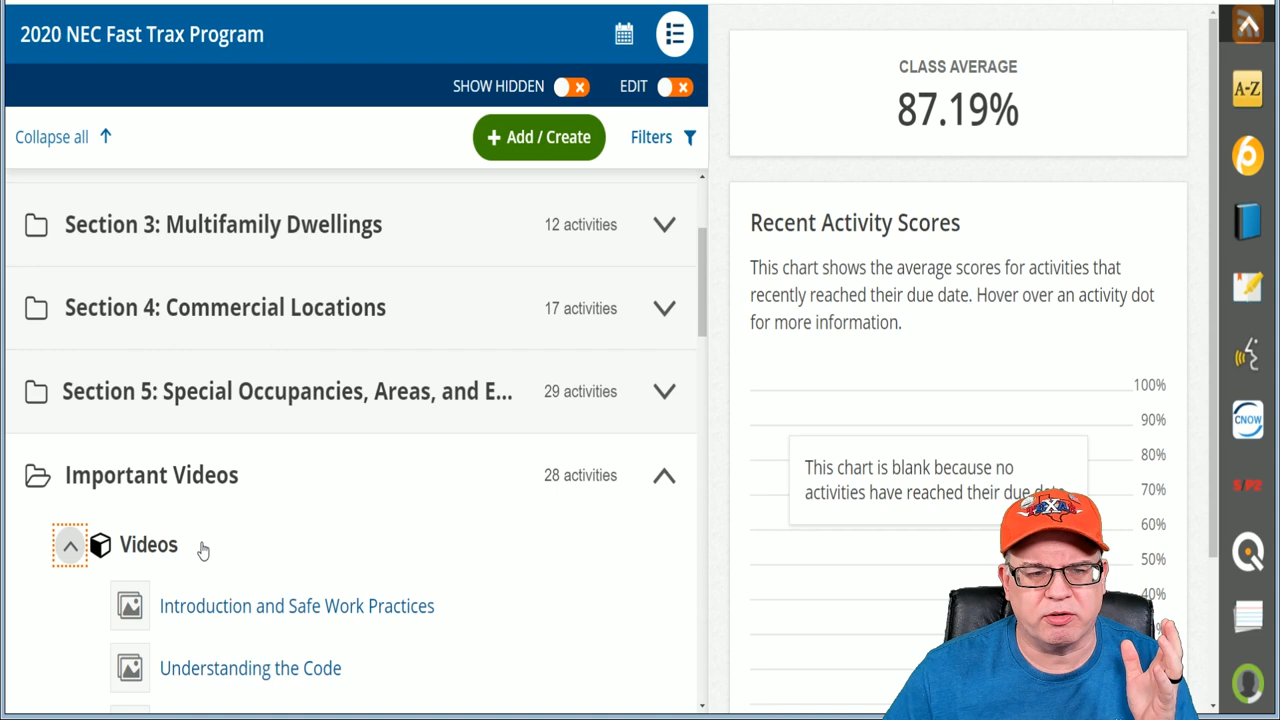 2020 NEC Fast Trax Program
SHOW HIDDEN
EDIT
Collapse all
+ Add / Create
Filters
Section 3: Multifamily Dwellings
12 activities
Section 4: Commercial Locations
17 activities
Section 5: Special Occupancies, Areas, and E...
29 activities
Important Videos
28 activities
Videos
Introduction and Safe Work Practices
Understanding the Code
CLASS AVERAGE
87.19%
Recent Activity Scores
This chart shows the average scores for activities that
recently reached their due date. Hover over an activity dot
for more information.
100%
90%
80%
70%
60%
50%
40%
This chart is blank because no
activities have reached their due
A-Z
CNOW
S/P2